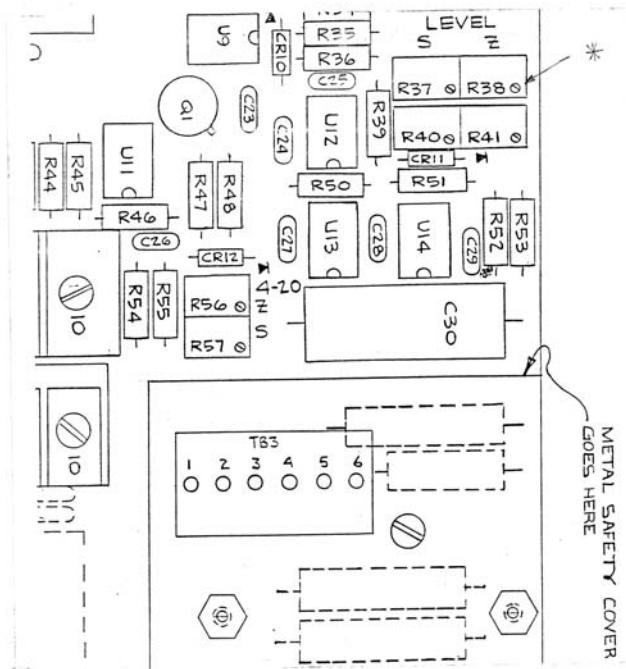 R34
U9
CR10
R35
R36
C25
LEVEL
S Z
R37 R38
*
Q1
C23
C24
U12
R39
R40 R41
CR11
R44
R45
U11
R47
R48
R50
R51
R46
C26
C27
U13
C28
U14
C29
R52
R53
CR12
4-20
R54
R55
R56
Z
R57
S
C30
10
10
TB3
1 2 3 4 5 6
METAL SAFETY COVER
GOES HERE